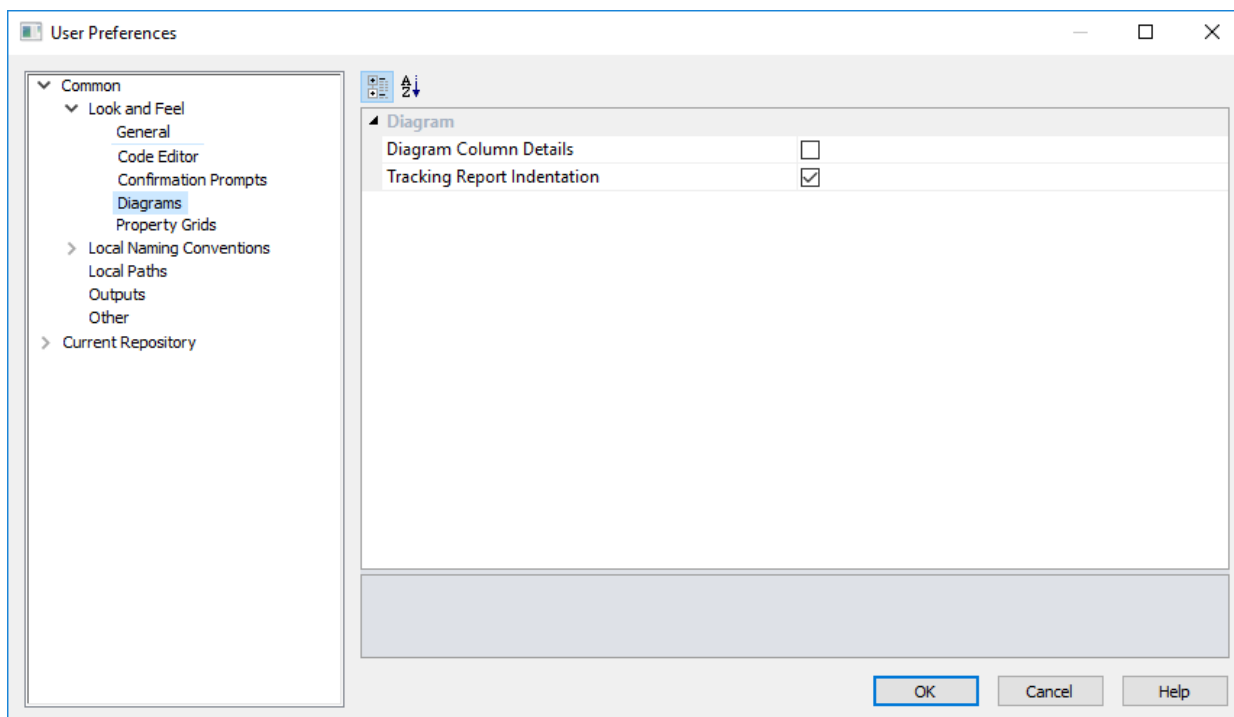 User Preferences
Common
Look and Feel
General
Code Editor
Confirmation Prompts
Diagrams
Property Grids
Local Naming Conventions
Local Paths
Outputs
Other
Current Repository
Diagram
Diagram Column Details
Tracking Report Indentation
OK
Cancel
Help